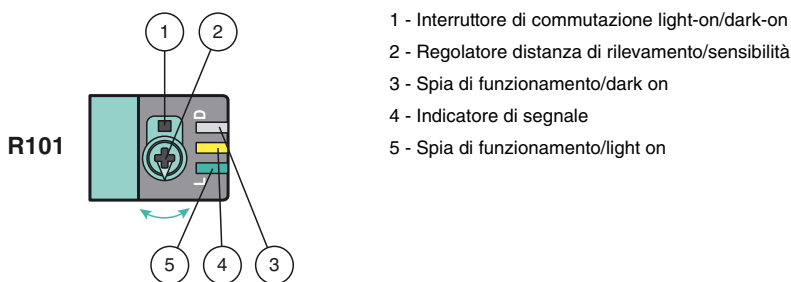 1 2
1 - Interruttore di commutazione light-on/dark-on
2 - Regolatore distanza di rilevamento/sensibilità
3 - Spia di funzionamento/dark on
4 - Indicatore di segnale
5 - Spia di funzionamento/light on
D
R101
L
5 4 3